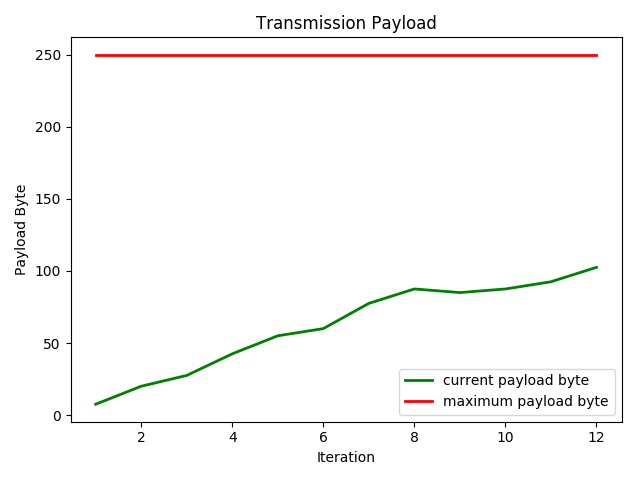 Transmission Payload
Payload Byte
250
200
150
100
50
0
current payload byte
maximum payload byte
2 4 6 8 10 12
Iteration